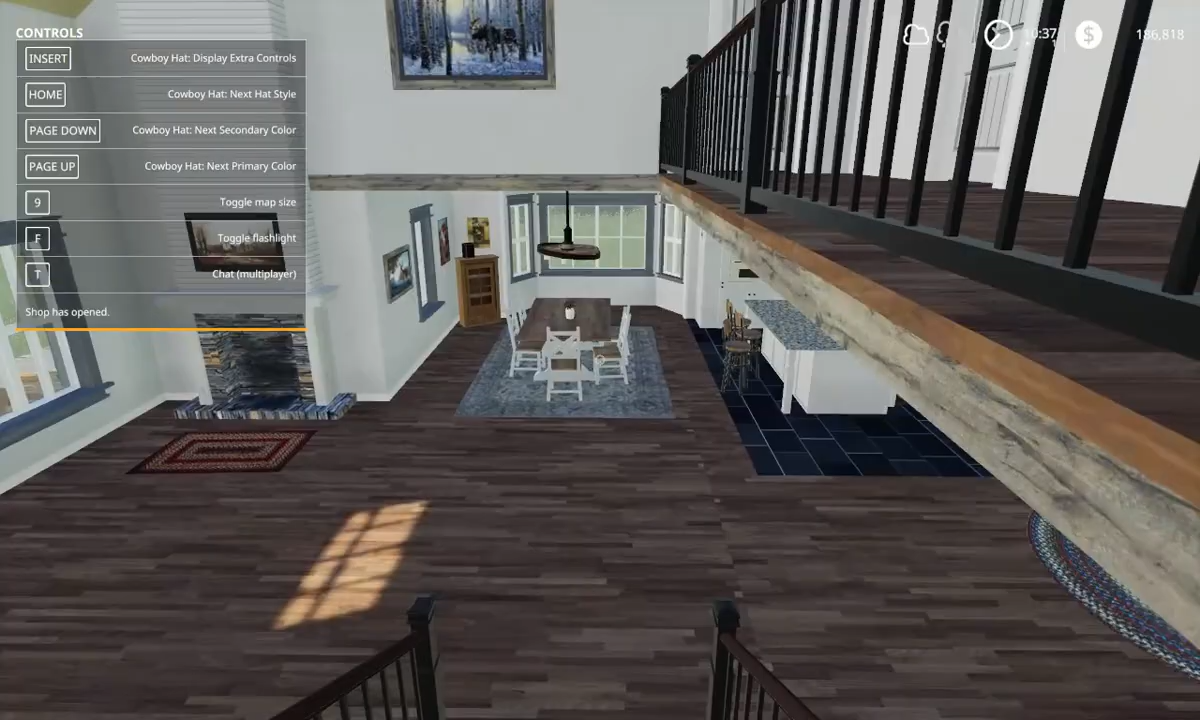 CONTROLS
INSERT Cowboy Hat: Display Extra Controls
HOME Cowboy Hat: Next Hat Style
PAGE DOWN Cowboy Hat: Next Secondary Color
PAGE UP Cowboy Hat: Next Primary Color
9 Toggle map size
F Toggle flashlight
T Chat (multiplayer)
Shop has opened.
10:37
$ 186,818